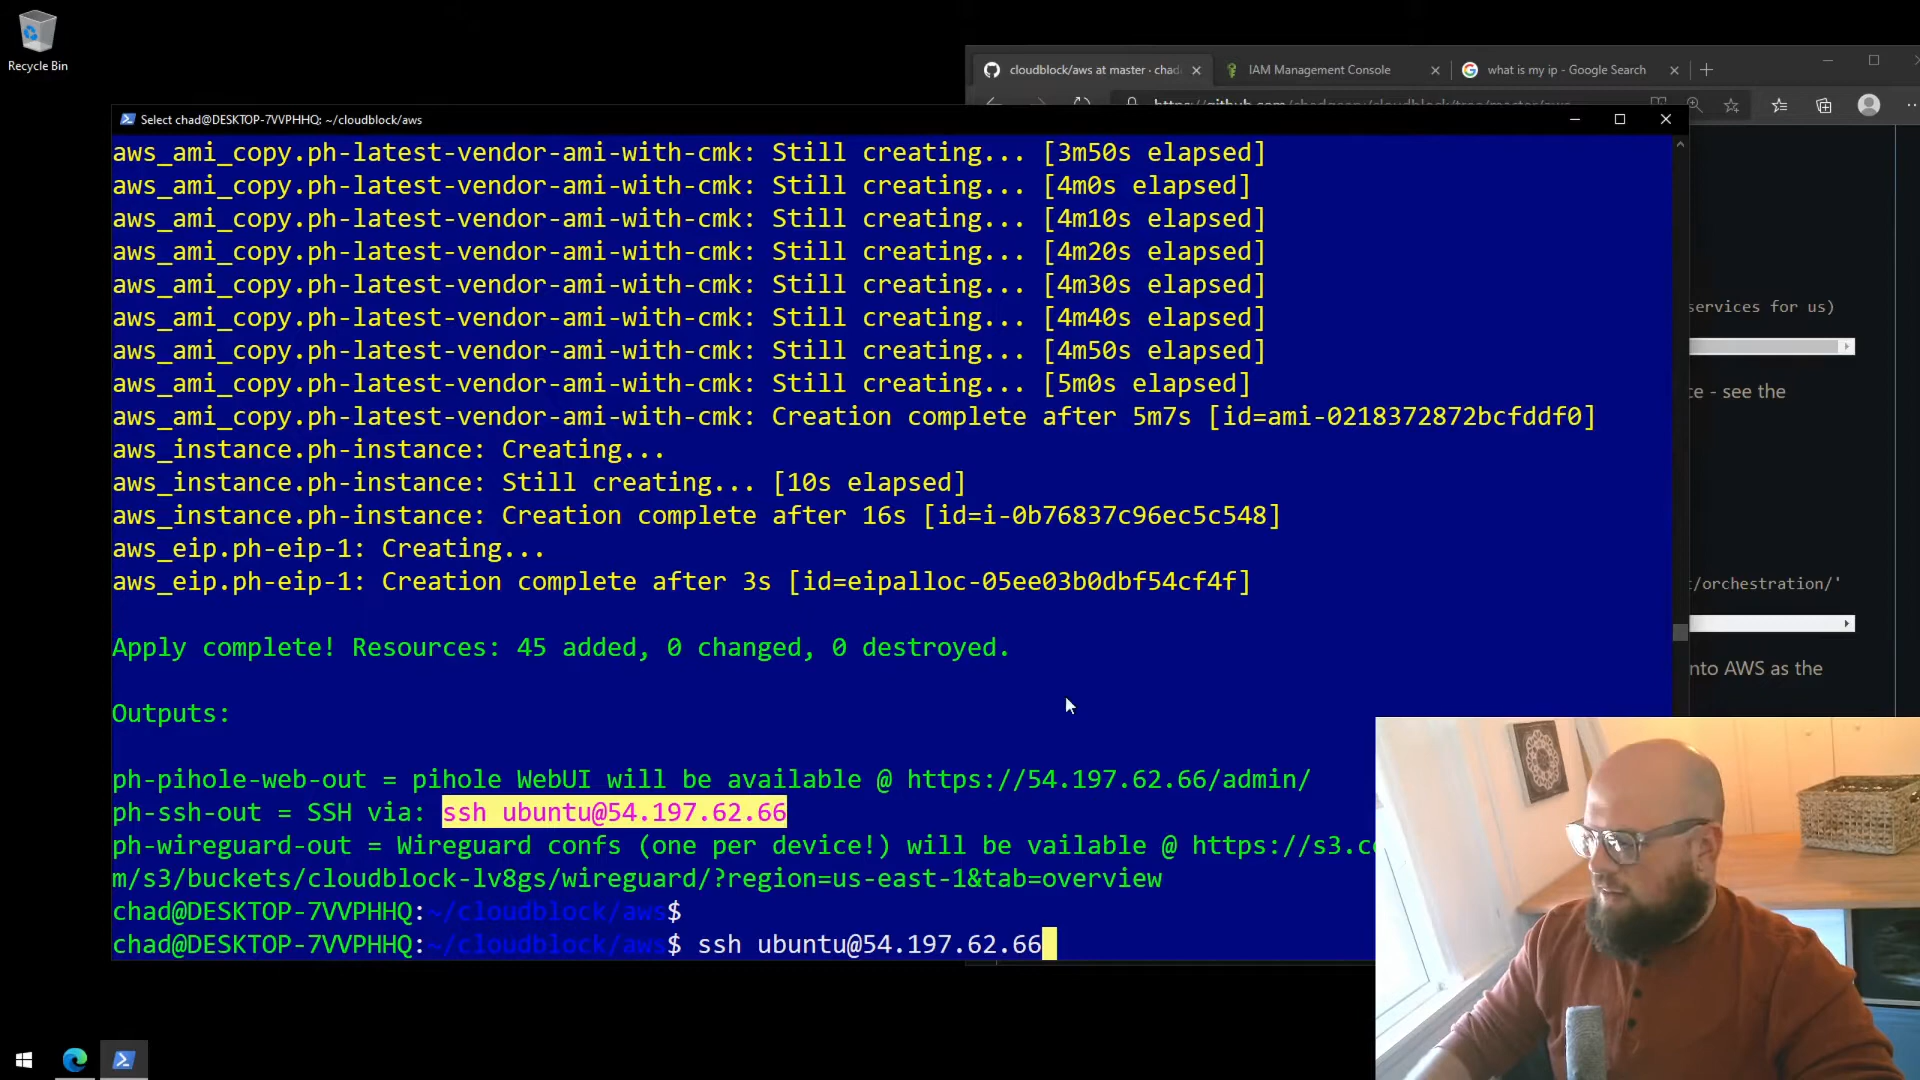 Recycle Bin
cloudblock/aws at master · chad
IAM Management Console
what is my ip - Google Search
https://github.com/chadgeary/cloudblock/tree/master/aws
Select chad@DESKTOP-7VVPHHQ: ~/cloudblock/aws
aws_ami_copy.ph-latest-vendor-ami-with-cmk: Still creating... [3m50s elapsed]
aws_ami_copy.ph-latest-vendor-ami-with-cmk: Still creating... [4m0s elapsed]
aws_ami_copy.ph-latest-vendor-ami-with-cmk: Still creating... [4m10s elapsed]
aws_ami_copy.ph-latest-vendor-ami-with-cmk: Still creating... [4m20s elapsed]
aws_ami_copy.ph-latest-vendor-ami-with-cmk: Still creating... [4m30s elapsed]
aws_ami_copy.ph-latest-vendor-ami-with-cmk: Still creating... [4m40s elapsed]
aws_ami_copy.ph-latest-vendor-ami-with-cmk: Still creating... [4m50s elapsed]
aws_ami_copy.ph-latest-vendor-ami-with-cmk: Still creating... [5m0s elapsed]
aws_ami_copy.ph-latest-vendor-ami-with-cmk: Creation complete after 5m7s [id=ami-0218372872bcfddf0]
aws_instance.ph-instance: Creating...
aws_instance.ph-instance: Still creating... [10s elapsed]
aws_instance.ph-instance: Creation complete after 16s [id=i-0b76837c96ec5c548]
aws_eip.ph-eip-1: Creating...
aws_eip.ph-eip-1: Creation complete after 3s [id=eipalloc-05ee03b0dbf54cf4f]
Apply complete! Resources: 45 added, 0 changed, 0 destroyed.
Outputs:
ph-pihole-web-out = pihole WebUI will be available @ https://54.197.62.66/admin/
ph-ssh-out = SSH via: ssh ubuntu@54.197.62.66
ph-wireguard-out = Wireguard confs (one per device!) will be vailable @ https://s3.co
m/s3/buckets/cloudblock-lv8gs/wireguard/?region=us-east-1&tab=overview
chad@DESKTOP-7VVPHHQ:~/cloudblock/aws$
chad@DESKTOP-7VVPHHQ:~/cloudblock/aws$ ssh ubuntu@54.197.62.66
services for us)
ce - see the
t/orchestration/'
nto AWS as the